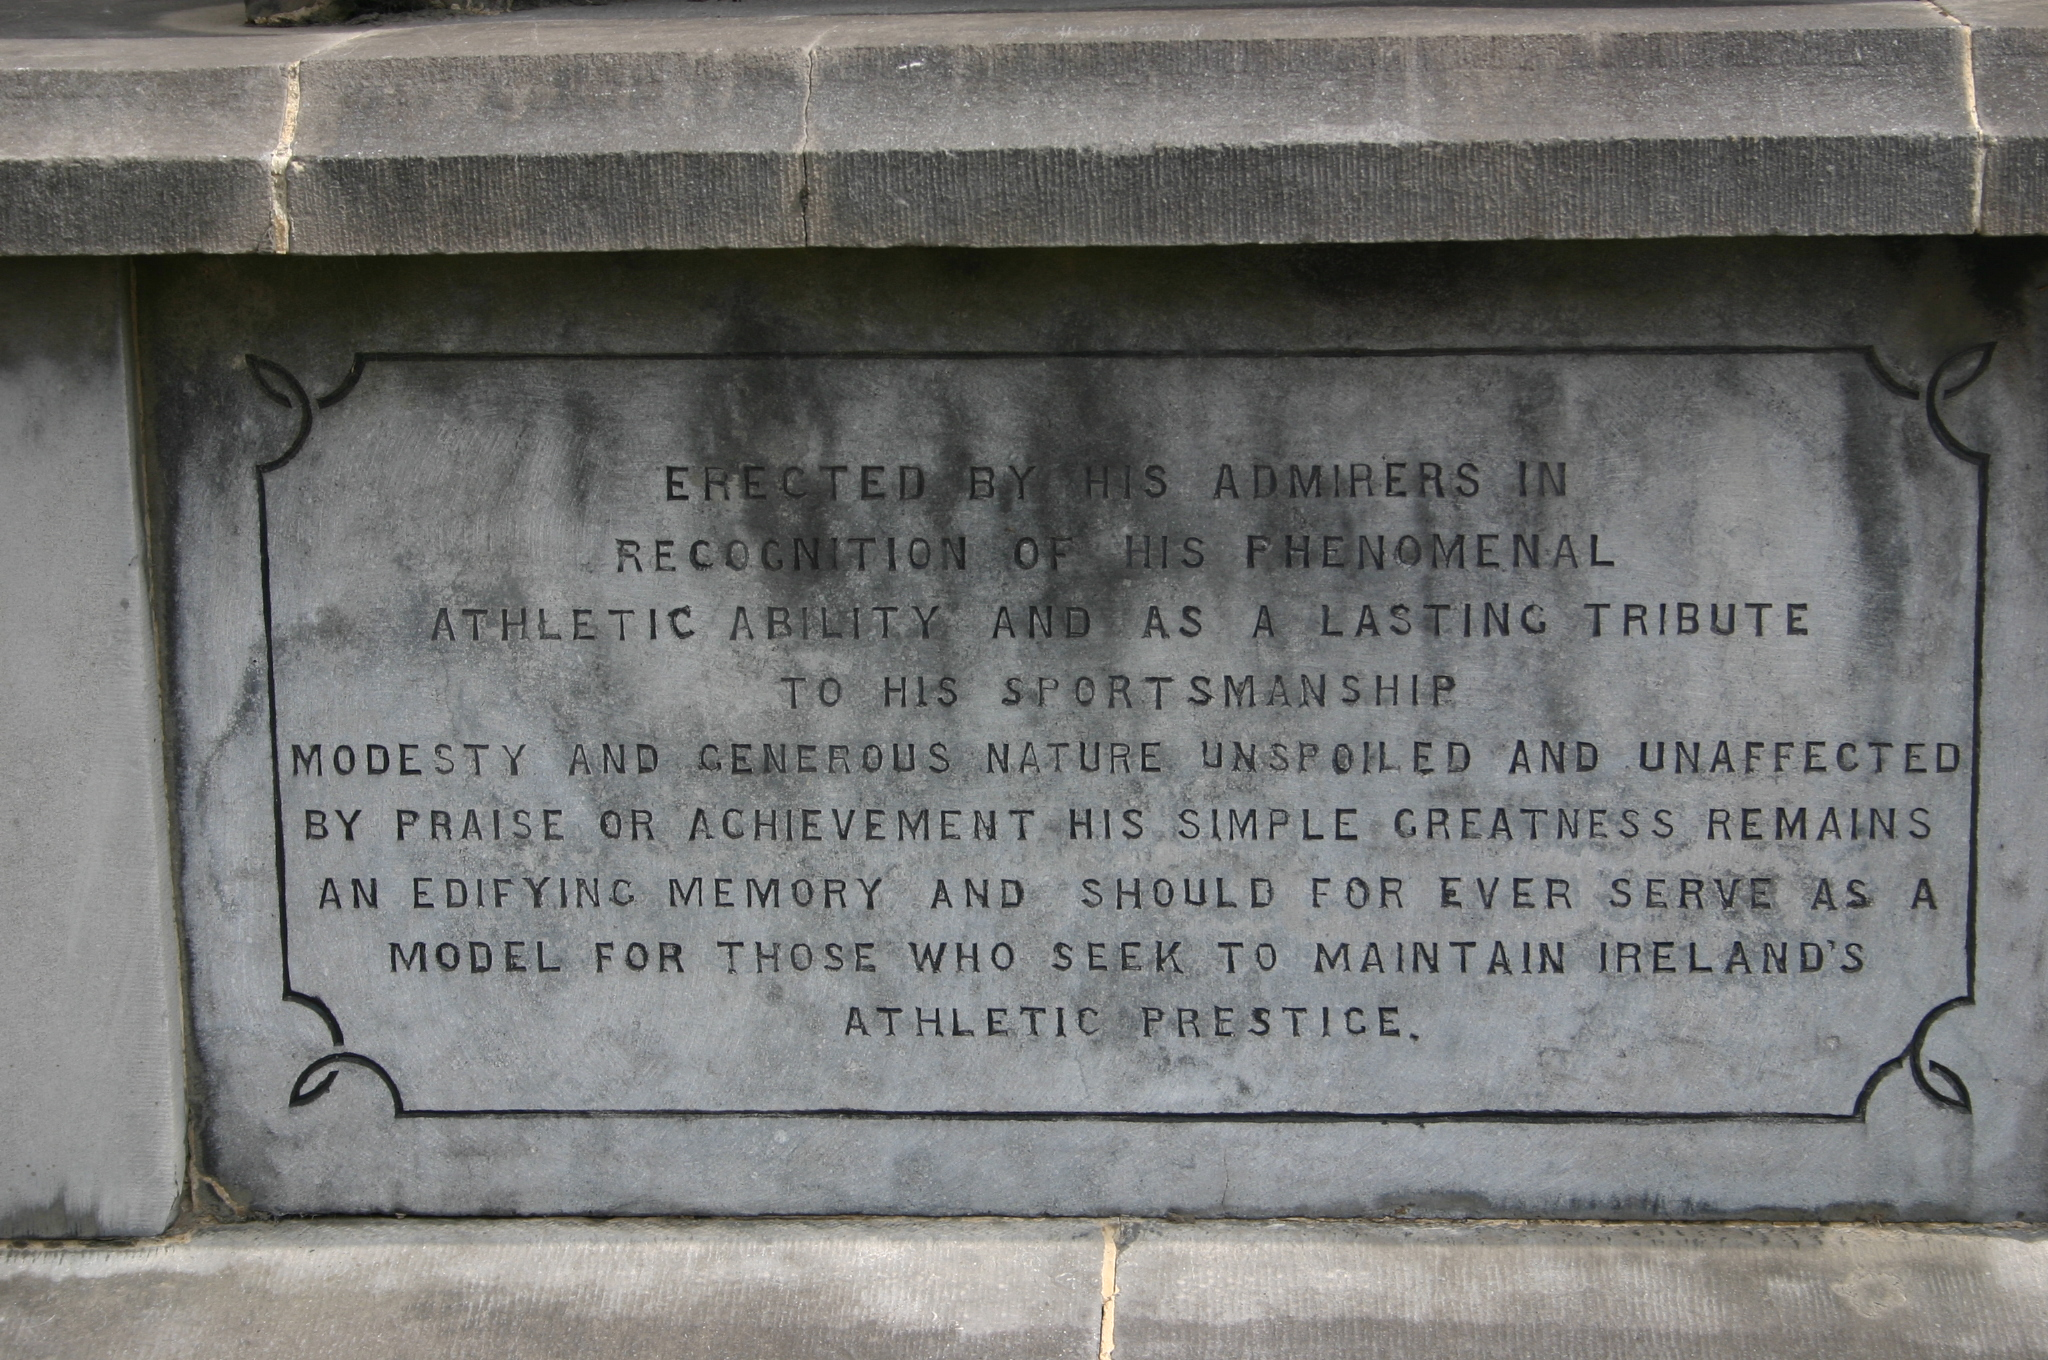 ERECTED BY HIS ADMIRERS IN
RECOGNITION OF HIS PHENOMENAL
ATHLETIC ABILITY AND AS A LASTING TRIBUTE
TO HIS SPORTSMANSHIP
MODESTY AND GENEROUS NATURE UNSPOILED AND UNAFFECTED
BY PRAISE OR ACHIEVEMENT HIS SIMPLE GREATNESS REMAINS
AN EDIFYING MEMORY AND SHOULD FOR EVER SERVE AS A
MODEL FOR THOSE WHO SEEK TO MAINTAIN IRELAND'S
ATHLETIC PRESTIGE.